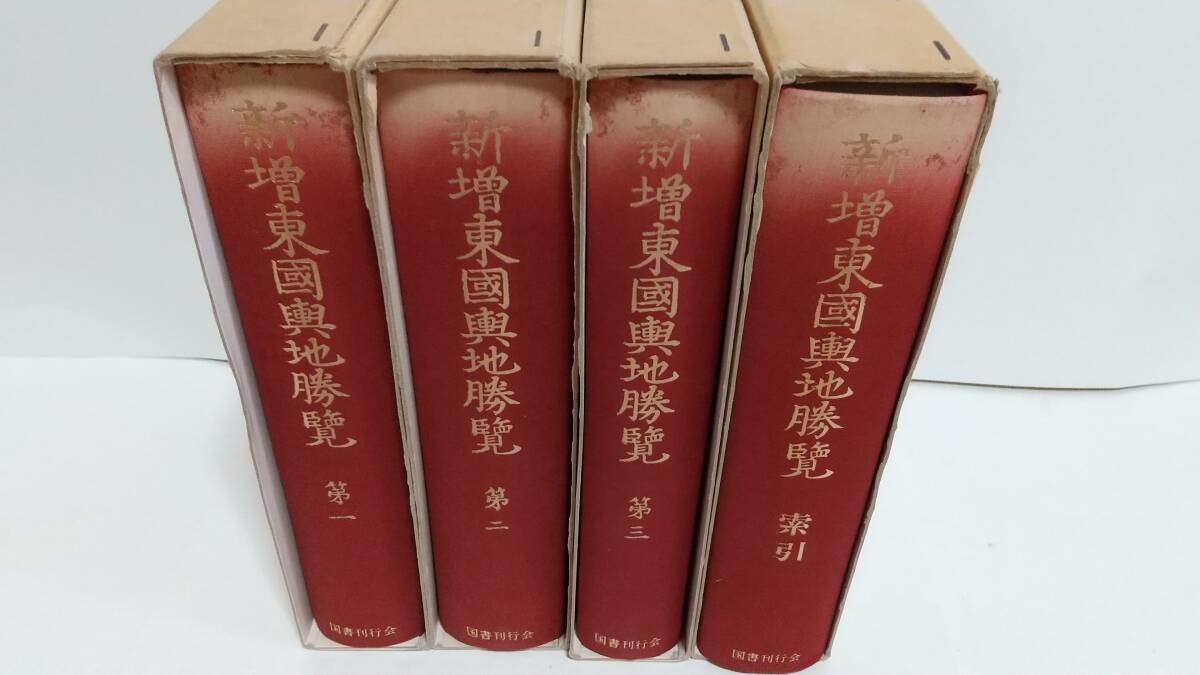 新増東國輿地勝覽 第一
国書刊行会
新増東國輿地勝覽 第二
国書刊行会
新増東國輿地勝覽 第三
国書刊行会
新増東國輿地勝覽 索引
国書刊行会